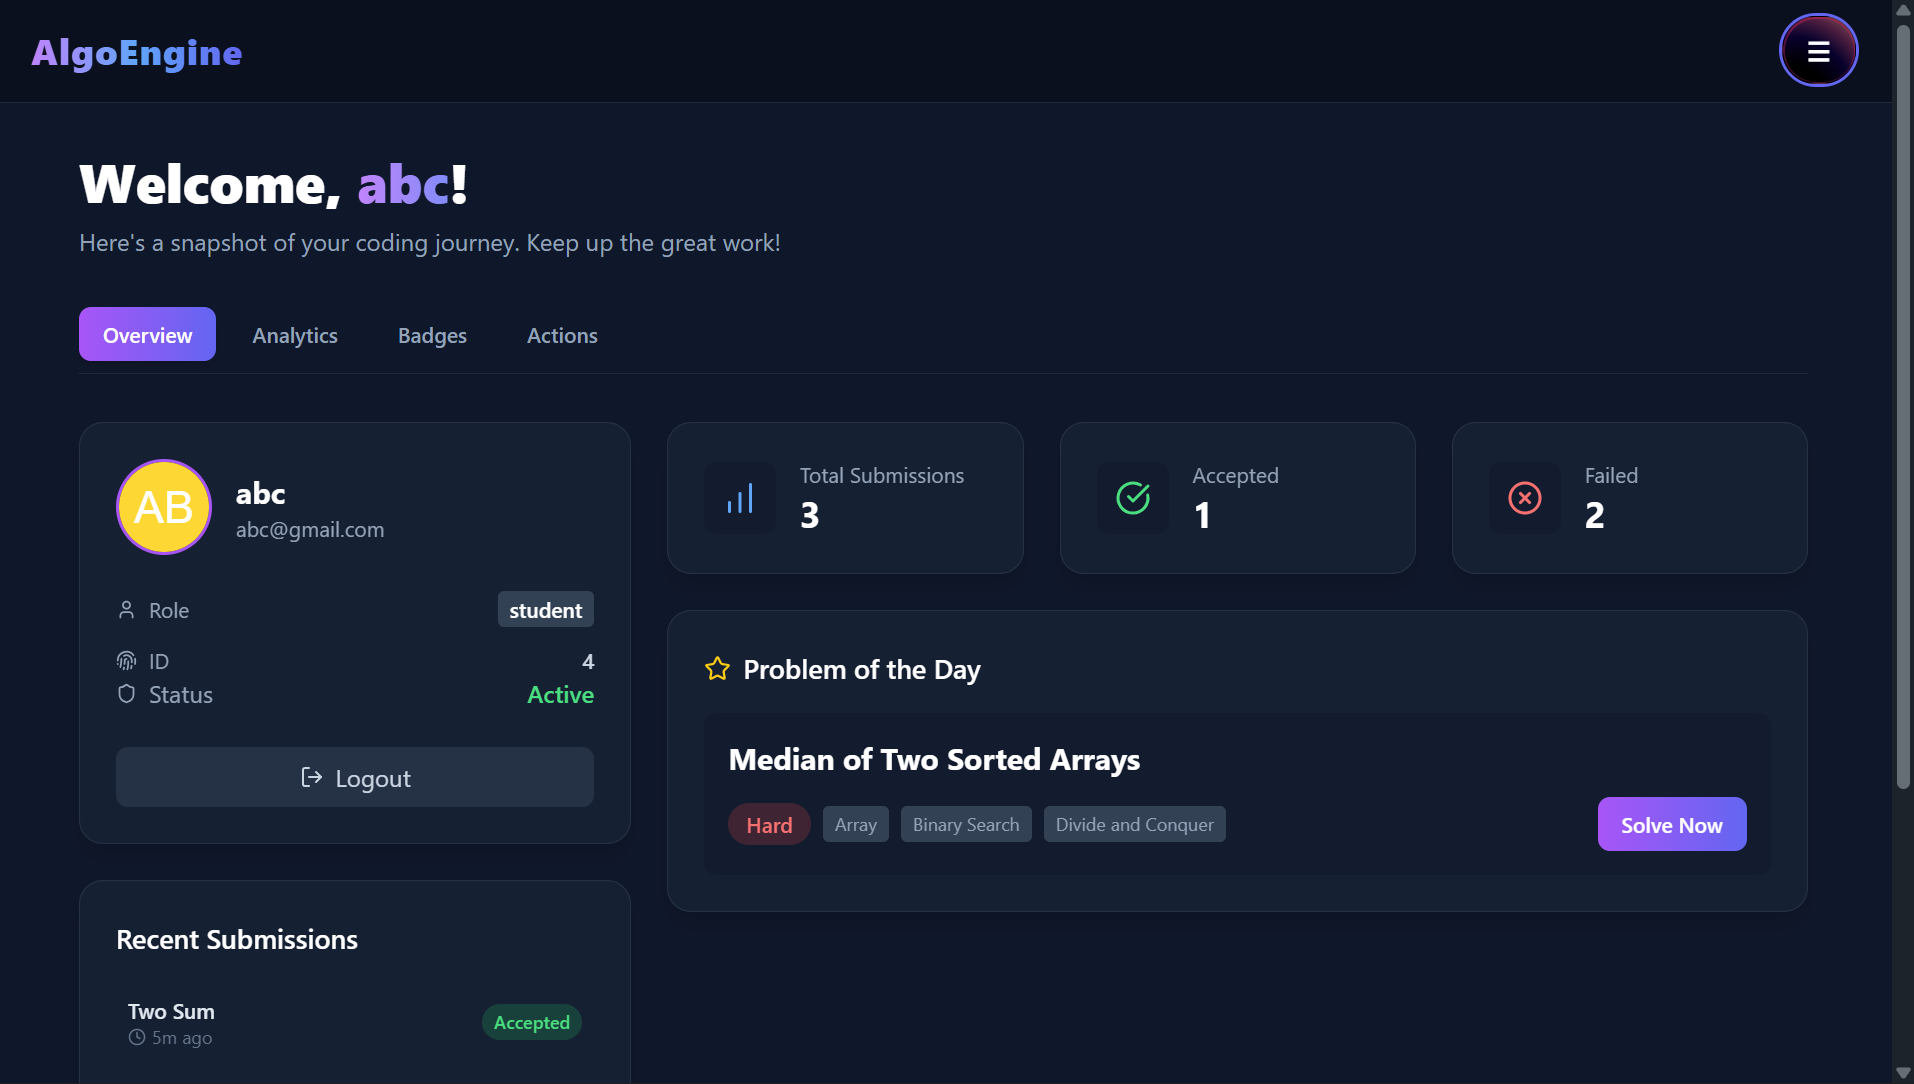 AlgoEngine
Welcome, abc!
Here's a snapshot of your coding journey. Keep up the great work!
Overview
Analytics
Badges
Actions
AB
abc
abc@gmail.com
Role
student
ID
4
Status
Active
Logout
Total Submissions
3
Accepted
1
Failed
2
Problem of the Day
Median of Two Sorted Arrays
Hard
Array
Binary Search
Divide and Conquer
Solve Now
Recent Submissions
Two Sum
5m ago
Accepted